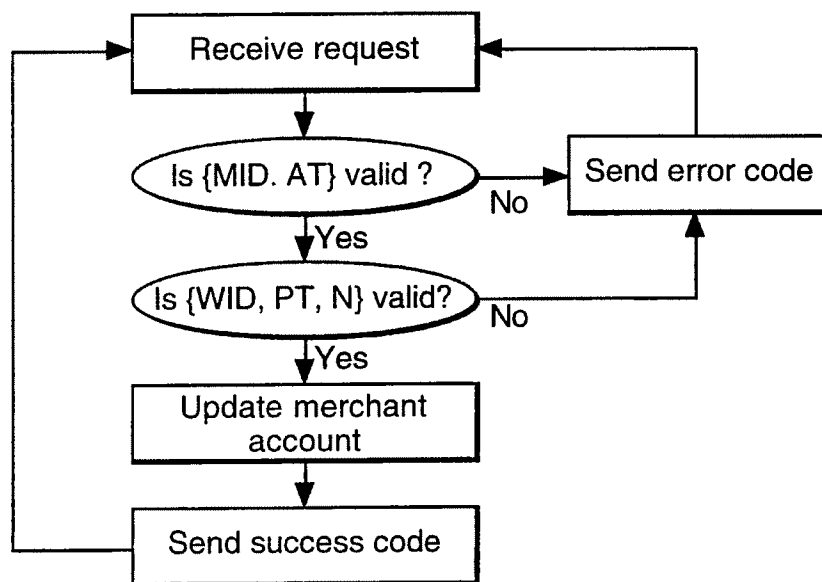 Receive request
Is {MID. AT} valid ?
No
Send error code
Yes
Is {WID, PT, N} valid?
No
Yes
Update merchant
account
Send success code